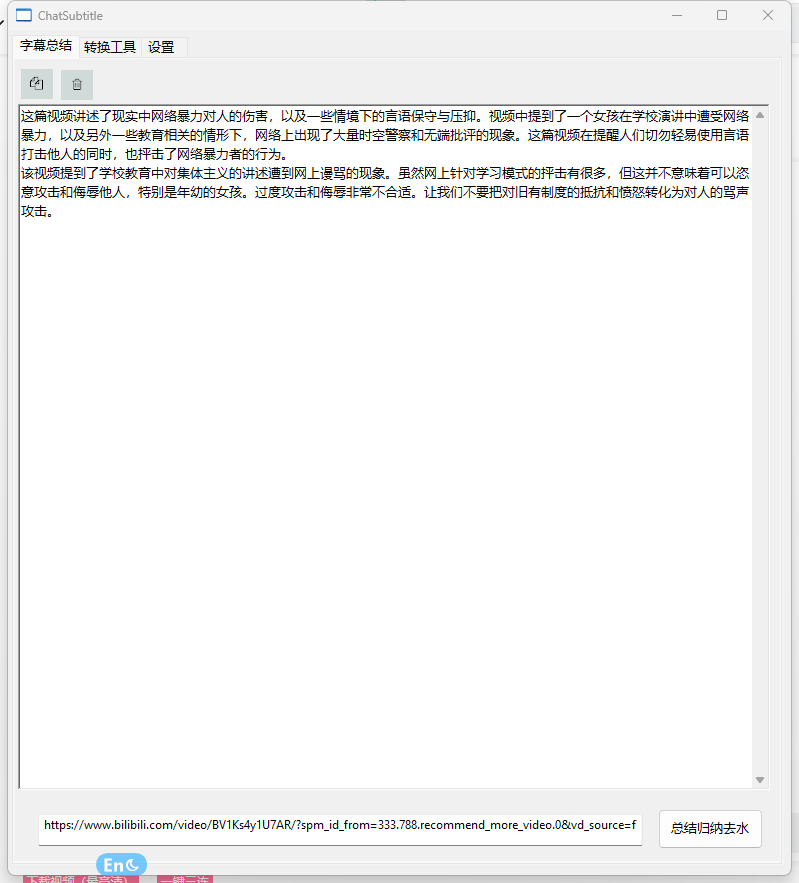 ChatSubtitle
字幕总结 转换工具 设置
这篇视频讲述了现实中网络暴力对人的伤害，以及一些情境下的言语保守与压抑。视频中提到了一个女孩在学校演讲中遭受网络
暴力，以及另外一些教育相关的情形下，网络上出现了大量时空警察和无端批评的现象。这篇视频在提醒人们切勿轻易使用言语
打击他人的同时，也抨击了网络暴力者的行为。
该视频提到了学校教育中对集体主义的讲述遭到网上谩骂的现象。虽然网上针对学习模式的抨击有很多，但这并不意味着可以恣
意攻击和侮辱他人，特别是年幼的女孩。过度攻击和侮辱非常不合适。让我们不要把对旧有制度的抵抗和愤怒转化为对人的骂声
攻击。
https://www.bilibili.com/video/BV1Ks4y1U7AR/?spm_id_from=333.788.recommend_more_video.0&vd_source=f
总结归纳去水
En